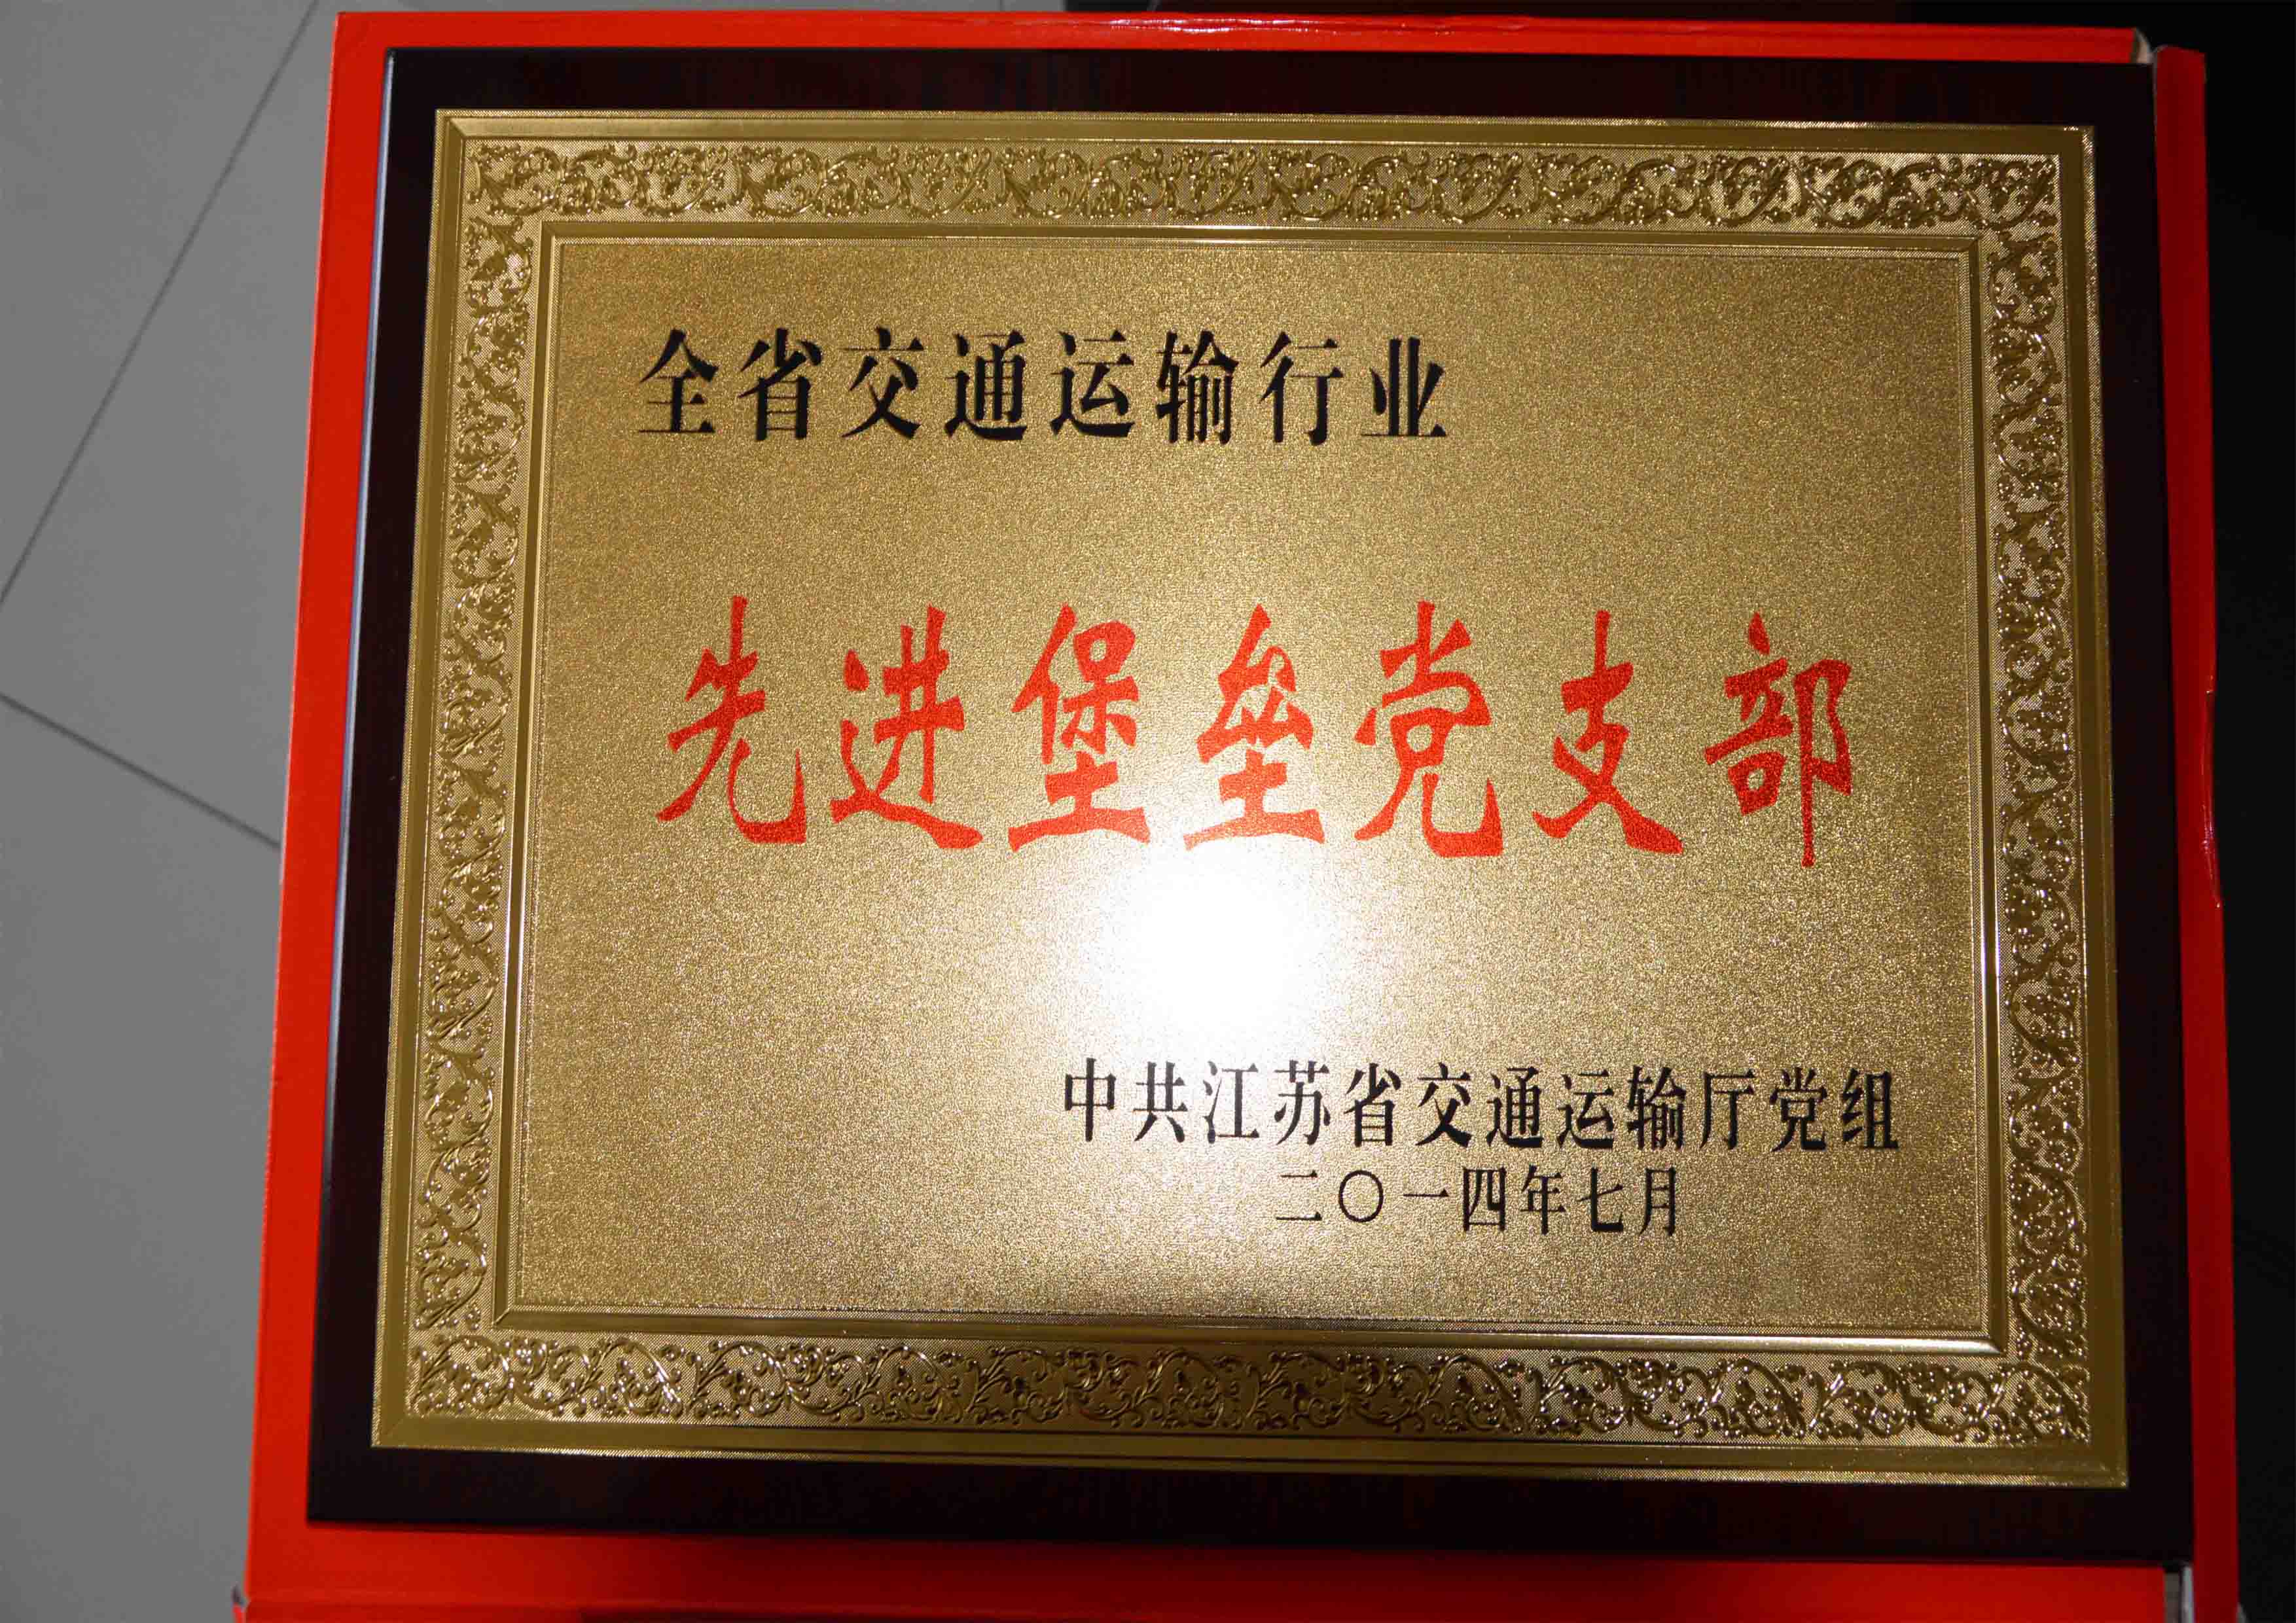 全省交通运输行业
先进堡垒党支部
中共江苏省交通运输厅党组
二〇一四年七月